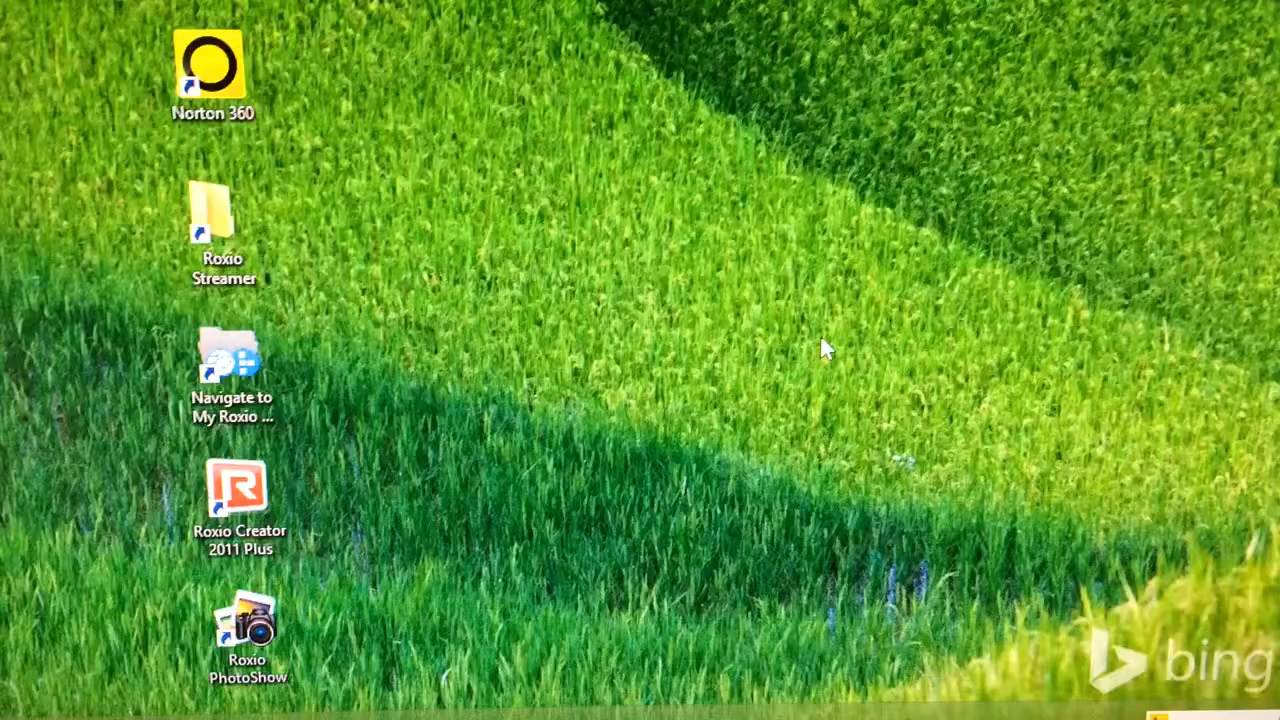 Norton 360
Roxio
Streamer
Navigate to
My Roxio ...
R
Roxio Creator
2011 Plus
Roxio
PhotoShow
bing